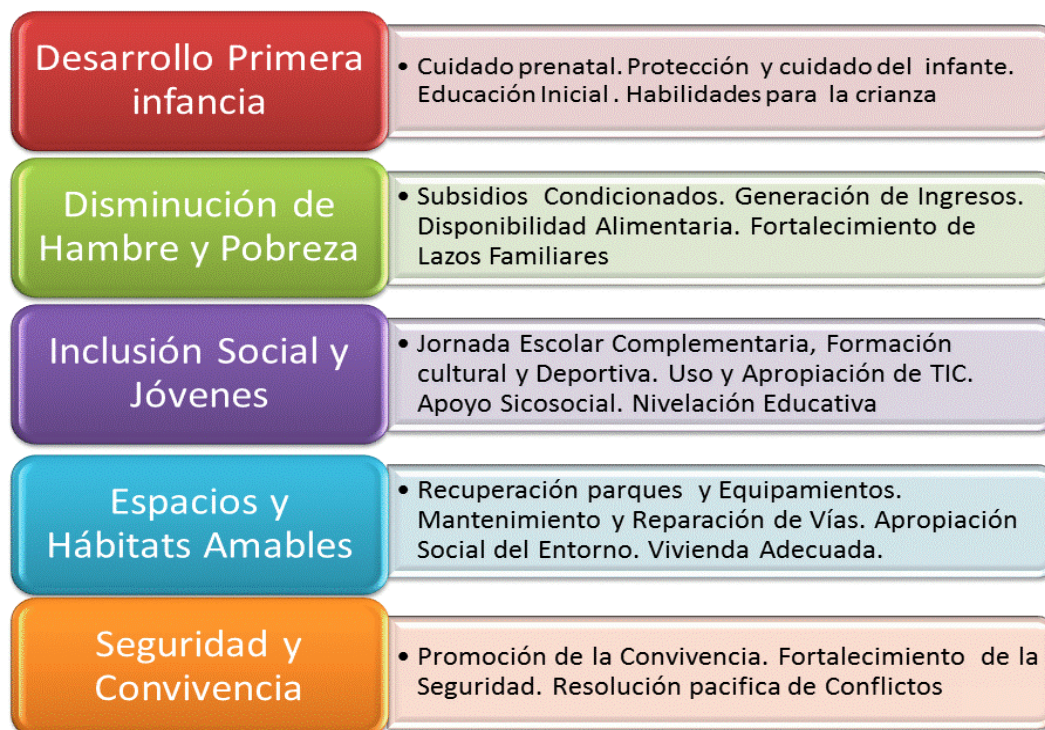 Desarrollo Primera
infancia
• Cuidado prenatal. Protección y cuidado del infante.
Educación Inicial . Habilidades para la crianza
Disminución de
Hambre y Pobreza
• Subsidios Condicionados. Generación de Ingresos.
Disponibilidad Alimentaria. Fortalecimiento de
Lazos Familiares
Inclusión Social y
Jóvenes
• Jornada Escolar Complementaria, Formación
cultural y Deportiva. Uso y Apropiación de TIC.
Apoyo Sicosocial. Nivelación Educativa
Espacios y
Hábitats Amables
• Recuperación parques y Equipamientos.
Mantenimiento y Reparación de Vías. Apropiación
Social del Entorno. Vivienda Adecuada.
Seguridad y
Convivencia
• Promoción de la Convivencia. Fortalecimiento de la
Seguridad. Resolución pacifica de Conflictos